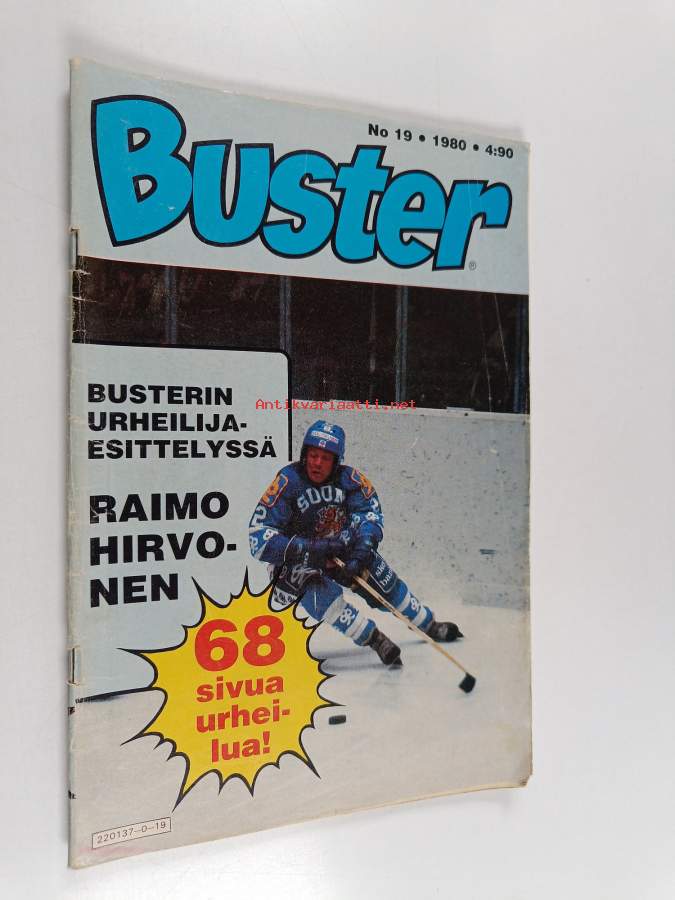 No 19 • 1980 • 4:90
Buster
®
BUSTERIN
URHEILIJA-
ESITTELYSSÄ
Antikvariaatti.net
RAIMO
HIRVO-
NEN
SUOM
68
sivua
urhei-
lua!
220137-0-19